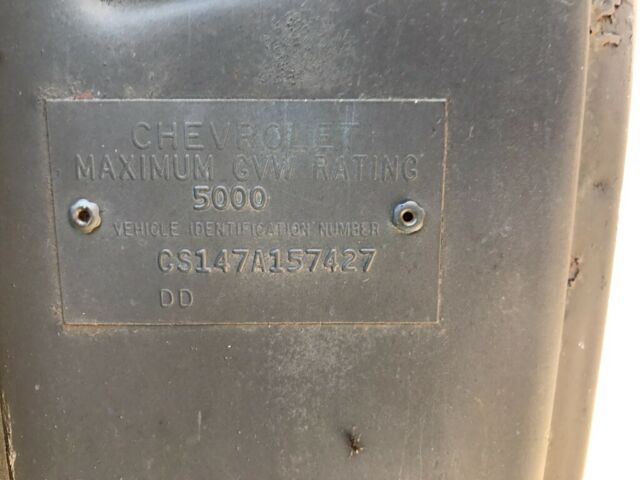 CHEVROLET
MAXIMUM GVW RATING
5000
VEHICLE IDENTIFICATION NUMBER
CS147A157427
DD